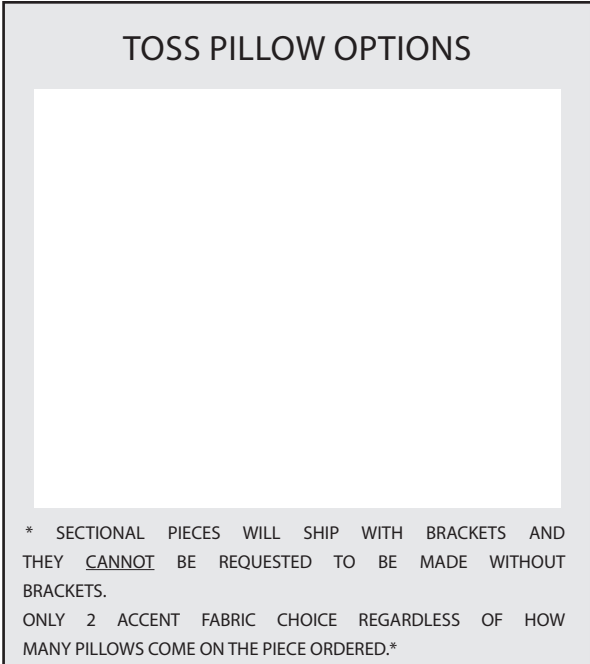 TOSS PILLOW OPTIONS
* SECTIONAL PIECES WILL SHIP WITH BRACKETS AND
THEY CANNOT BE REQUESTED TO BE MADE WITHOUT
BRACKETS.
ONLY 2 ACCENT FABRIC CHOICE REGARDLESS OF HOW
MANY PILLOWS COME ON THE PIECE ORDERED.*